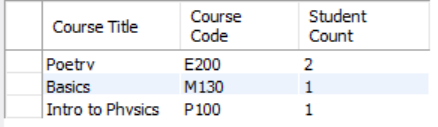 Course Title Course Code Student Count
Poetry E200 2
Basics M130 1
Intro to Physics P100 1